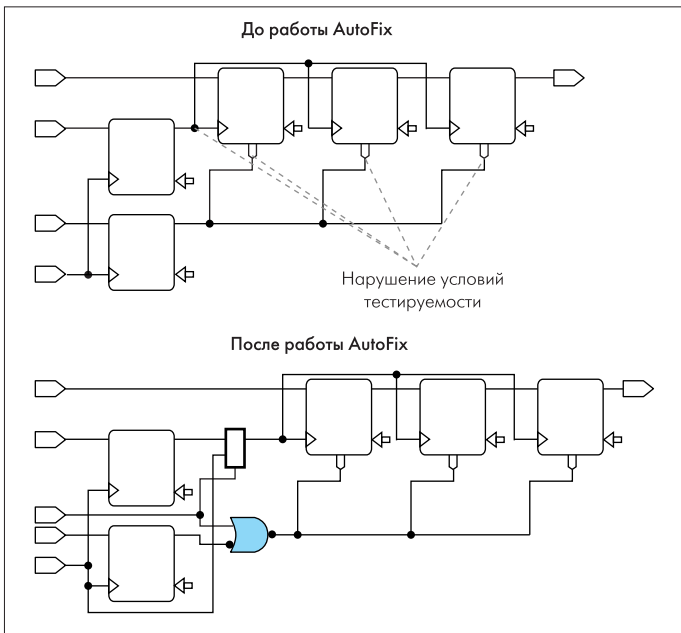 До работы AutoFix
Нарушение условий
тестируемости
После работы AutoFix